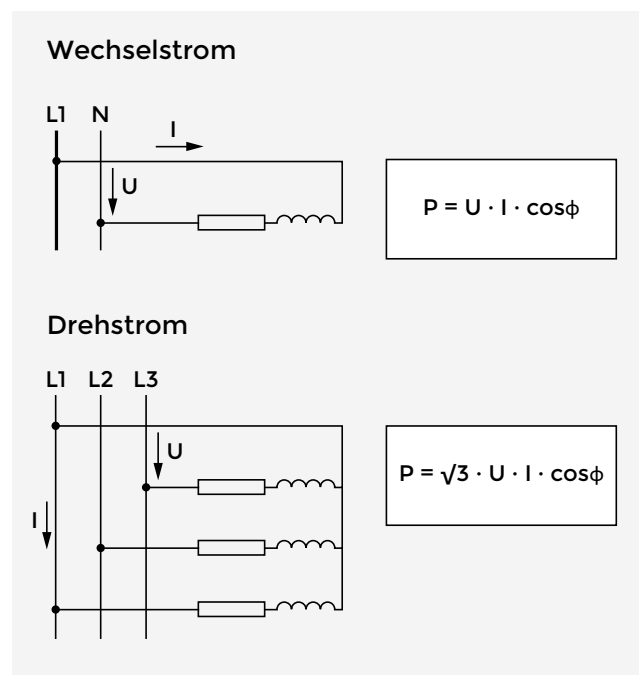 Wechselstrom
L1 N
I
U
P = U · I · cosϕ
Drehstrom
L1 L2 L3
U
I
P = √3 · U · I · cosϕ